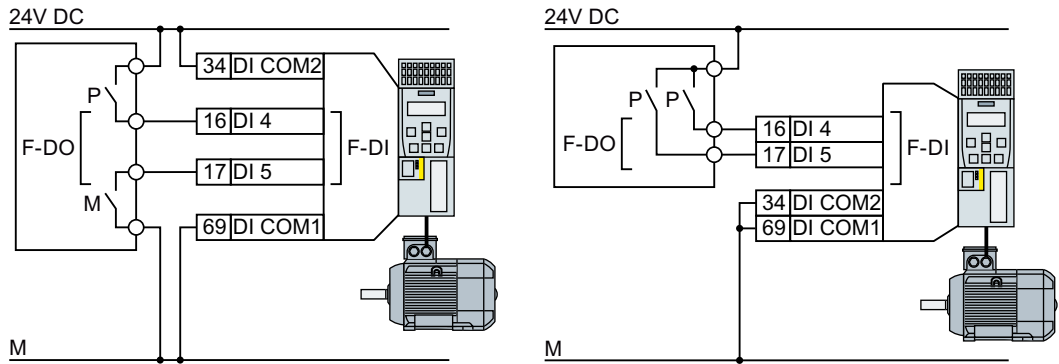 24V DC
34 DI COM2
P
16 DI 4
F-DO
F-DI
17 DI 5
M
69 DI COM1
M
24V DC
P P
16 DI 4
F-DO
F-DI
17 DI 5
34 DI COM2
69 DI COM1
M